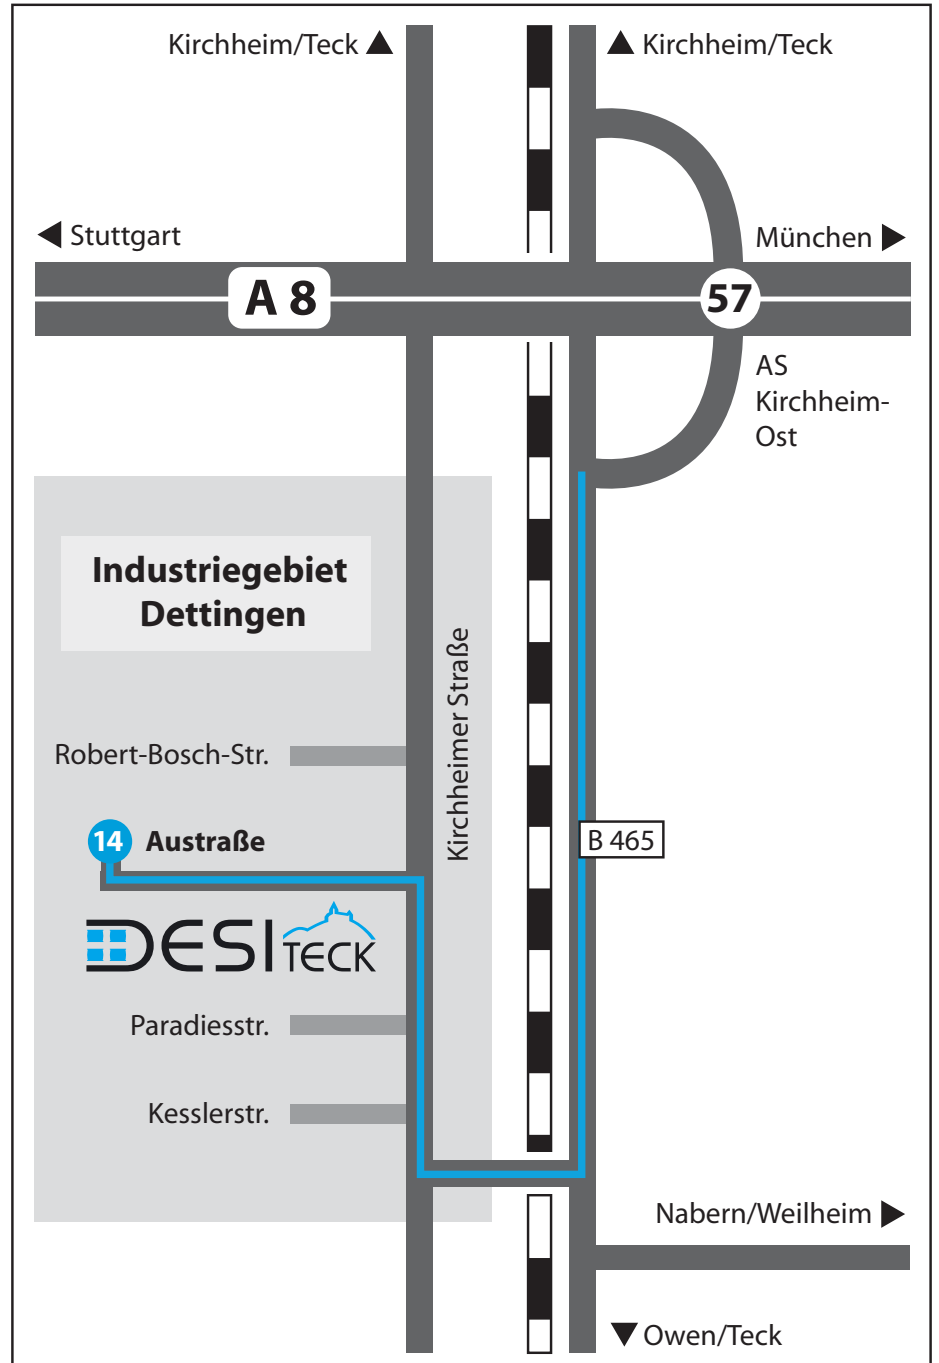 Kirchheim/Teck
Kirchheim/Teck
Stuttgart
München
A 8
57
AS
Kirchheim-
Ost
Industriegebiet
Dettingen
Kirchheimer Straße
Robert-Bosch-Str.
14 Austraße
B 465
DESI TECK
Paradiesstr.
Kesslerstr.
Nabern/Weilheim
Owen/Teck